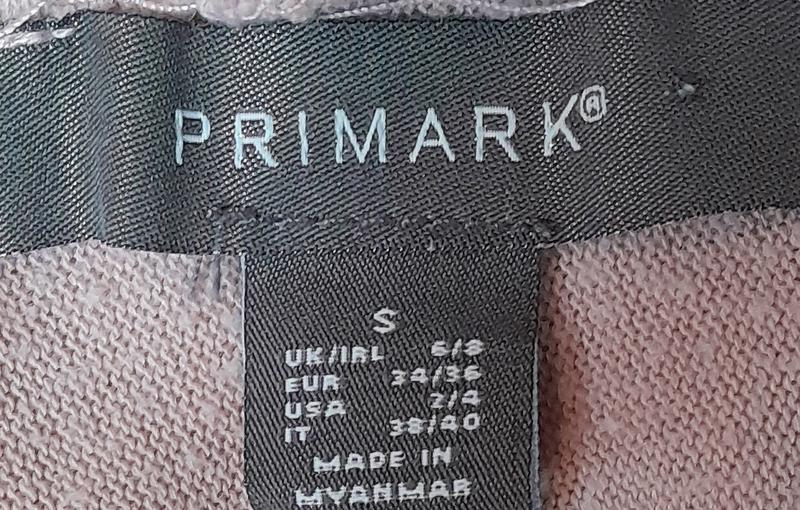 PRIMARK®
S
UK/IRL 6/8
EUR 34/36
USA 2/4
IT 38/40
MADE IN
MYANMAR